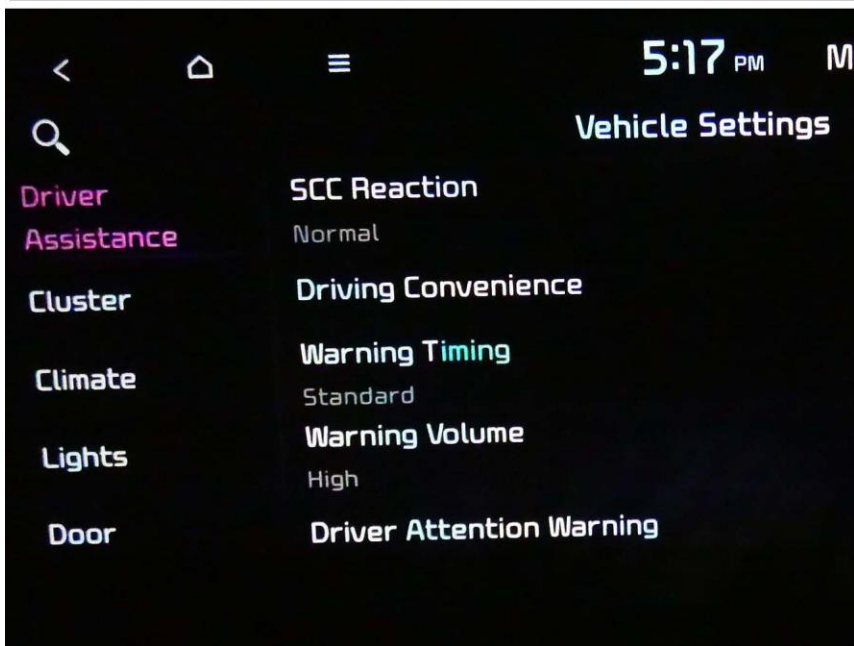 5:17 PM M
Vehicle Settings
Driver
Assistance
Cluster
Climate
Lights
Door
SCC Reaction
Normal
Driving Convenience
Warning Timing
Standard
Warning Volume
High
Driver Attention Warning